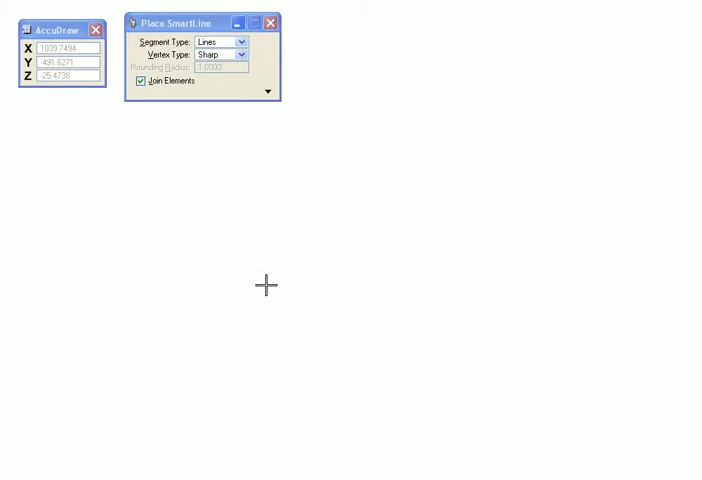 AccuDraw
X 1039.7494
Y -491.6271
Z -25.4738
Place SmartLine
Segment Type: Lines
Vertex Type: Sharp
Rounding Radius: 1.0000
Join Elements